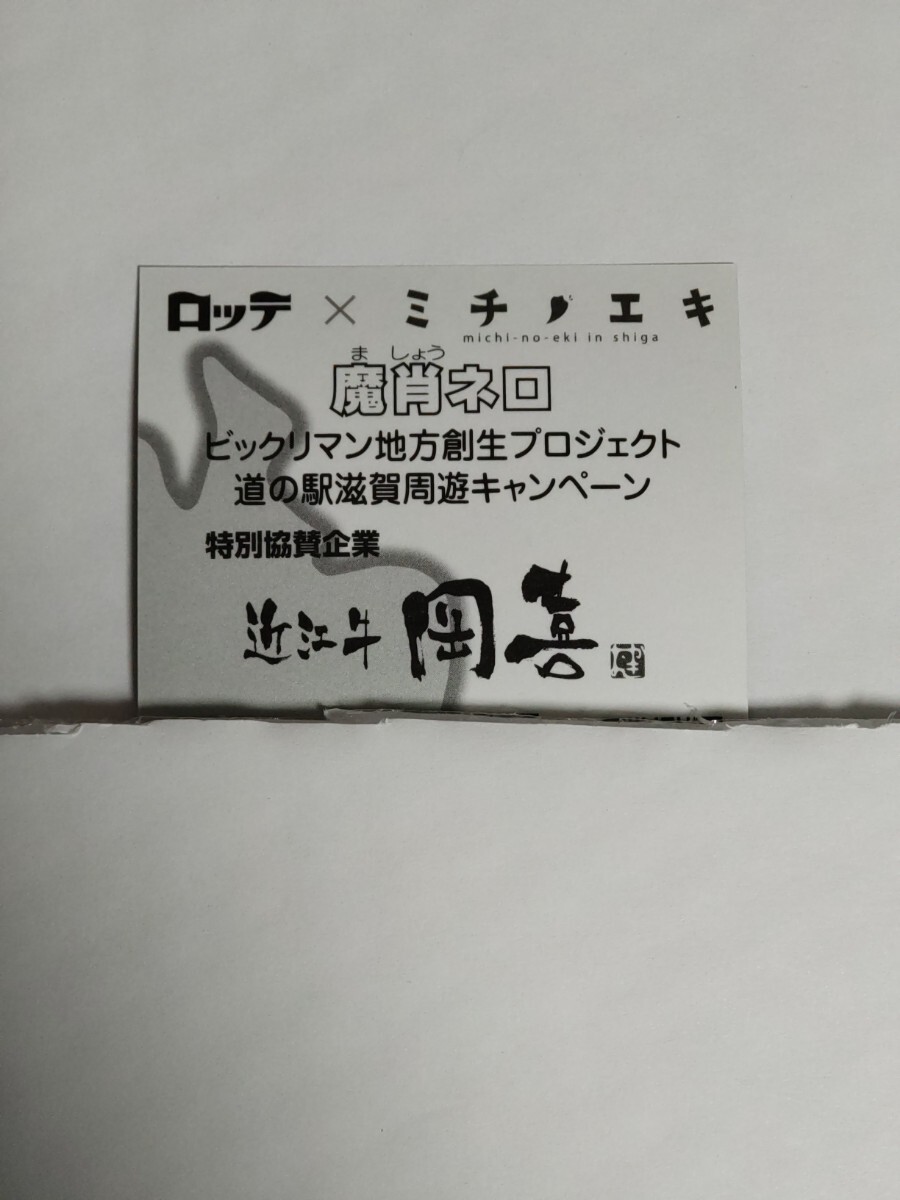 ロッテ × ミチノエキ
michi-no-eki in shiga
ま しょう
魔肖ネロ
ビックリマン地方創生プロジェクト
道の駅滋賀周遊キャンペーン
特別協賛企業
近江牛 岡喜